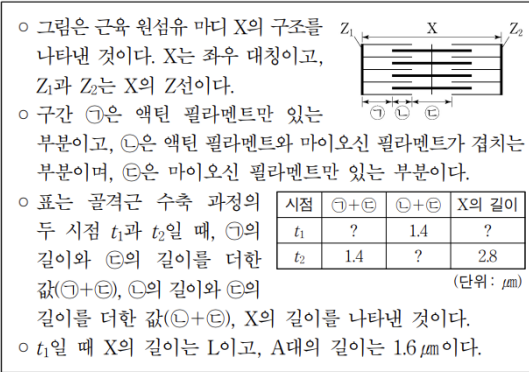 ○ 그림은 근육 원섬유 마디 X의 구조를
나타낸 것이다. X는 좌우 대칭이고,
Z₁과 Z₂는 X의 Z선이다.
Z₁ X Z₂
㉠ ㉡ ㉢
○ 구간 ㉠은 액틴 필라멘트만 있는
부분이고, ㉡은 액틴 필라멘트와 마이오신 필라멘트가 겹치는
부분이며, ㉢은 마이오신 필라멘트만 있는 부분이다.
○ 표는 골격근 수축 과정의
두 시점 t₁과 t₂일 때, ㉠의
길이와 ㉢의 길이를 더한
값(㉠+㉢), ㉡의 길이와 ㉢의
길이를 더한 값(㉡+㉢), X의 길이를 나타낸 것이다.
시점 ㉠+㉢ ㉡+㉢ X의 길이
t₁ ? 1.4 ?
t₂ 1.4 ? 2.8
(단위: μm)
○ t₁일 때 X의 길이는 L이고, A대의 길이는 1.6 μm이다.